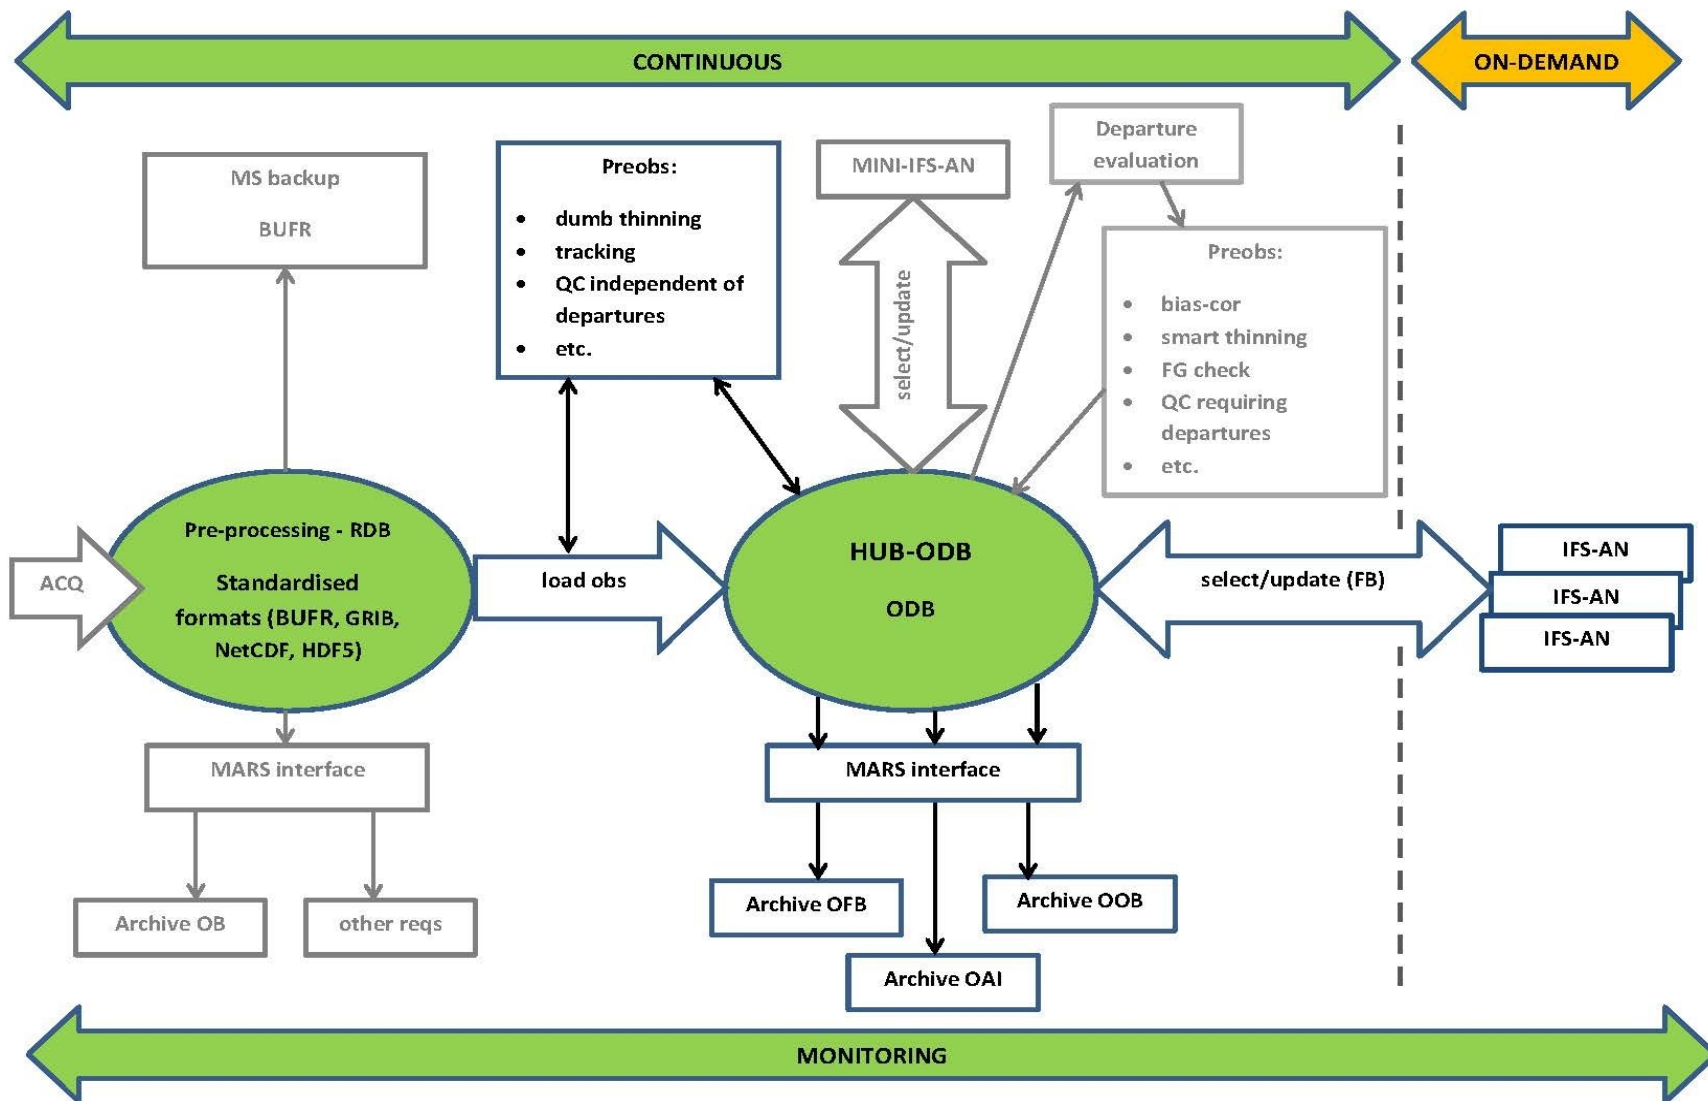 CONTINUOUS
ON-DEMAND
MS backup
BUFR
Preobs:
• dumb thinning
• tracking
• QC independent of
departures
• etc.
MINI-IFS-AN
select/update
Departure
evaluation
Preobs:
• bias-cor
• smart thinning
• FG check
• QC requiring
departures
• etc.
ACQ
Pre-processing - RDB
Standardised
formats (BUFR, GRIB,
NetCDF, HDF5)
load obs
HUB-ODB
ODB
select/update (FB)
IFS-AN
IFS-AN
IFS-AN
MARS interface
Archive OB
other reqs
MARS interface
Archive OFB
Archive OOB
Archive OAI
MONITORING